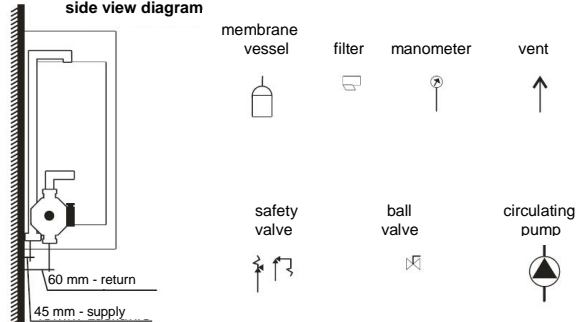 side view diagram
membrane
vessel
filter
manometer
vent
safety
valve
ball
valve
circulating
pump
60 mm - return
45 mm - supply